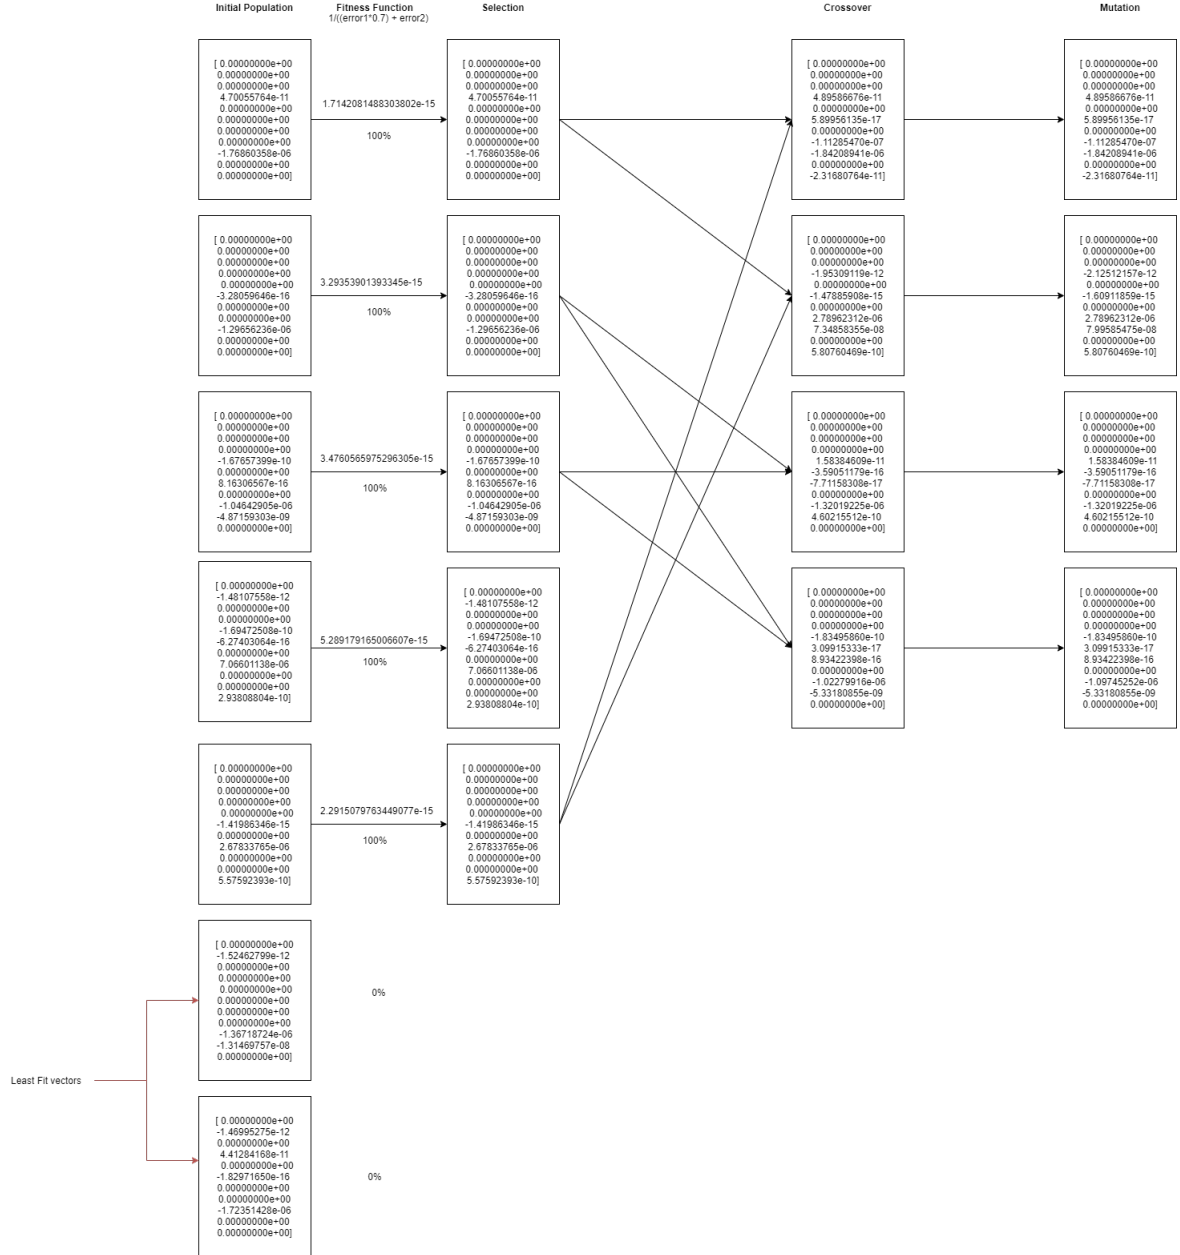 Initial Population
Fitness Function
1/((error1*0.7) + error2)
Selection
Crossover
Mutation
[ 0.00000000e+00
0.00000000e+00
0.00000000e+00
4.70055764e-11
0.00000000e+00
0.00000000e+00
0.00000000e+00
0.00000000e+00
-1.76860358e-06
0.00000000e+00
0.00000000e+00]
1.7142081488303802e-15
100%
[ 0.00000000e+00
0.00000000e+00
0.00000000e+00
4.70055764e-11
0.00000000e+00
0.00000000e+00
0.00000000e+00
0.00000000e+00
-1.76860358e-06
0.00000000e+00
0.00000000e+00]
[ 0.00000000e+00
0.00000000e+00
0.00000000e+00
4.89586676e-11
0.00000000e+00
5.89956135e-17
0.00000000e+00
-1.11285470e-07
-1.84208941e-06
0.00000000e+00
-2.31680764e-11]
[ 0.00000000e+00
0.00000000e+00
0.00000000e+00
4.89586676e-11
0.00000000e+00
5.89956135e-17
0.00000000e+00
-1.11285470e-07
-1.84208941e-06
0.00000000e+00
-2.31680764e-11]
[ 0.00000000e+00
0.00000000e+00
0.00000000e+00
0.00000000e+00
0.00000000e+00
-3.28059646e-16
0.00000000e+00
0.00000000e+00
-1.29656236e-06
0.00000000e+00
0.00000000e+00]
3.29353901393345e-15
100%
[ 0.00000000e+00
0.00000000e+00
0.00000000e+00
0.00000000e+00
0.00000000e+00
-3.28059646e-16
0.00000000e+00
0.00000000e+00
-1.29656236e-06
0.00000000e+00
0.00000000e+00]
[ 0.00000000e+00
0.00000000e+00
0.00000000e+00
-1.95309119e-12
0.00000000e+00
-1.47885908e-15
0.00000000e+00
2.78962312e-06
7.34858355e-08
0.00000000e+00
5.80760469e-10]
[ 0.00000000e+00
0.00000000e+00
0.00000000e+00
-2.12512157e-12
0.00000000e+00
-1.60911859e-15
0.00000000e+00
2.78962312e-06
7.99585475e-08
0.00000000e+00
5.80760469e-10]
[ 0.00000000e+00
0.00000000e+00
0.00000000e+00
0.00000000e+00
-1.67657399e-10
0.00000000e+00
8.16306567e-16
0.00000000e+00
-1.04642905e-06
-4.87159303e-09
0.00000000e+00]
3.4760565975296305e-15
100%
[ 0.00000000e+00
0.00000000e+00
0.00000000e+00
0.00000000e+00
-1.67657399e-10
0.00000000e+00
8.16306567e-16
0.00000000e+00
-1.04642905e-06
-4.87159303e-09
0.00000000e+00]
[ 0.00000000e+00
0.00000000e+00
0.00000000e+00
0.00000000e+00
1.58384609e-11
-3.59051179e-16
-7.71158308e-17
0.00000000e+00
-1.32019225e-06
4.60215512e-10
0.00000000e+00]
[ 0.00000000e+00
0.00000000e+00
0.00000000e+00
0.00000000e+00
1.58384609e-11
-3.59051179e-16
-7.71158308e-17
0.00000000e+00
-1.32019225e-06
4.60215512e-10
0.00000000e+00]
[ 0.00000000e+00
-1.48107558e-12
0.00000000e+00
0.00000000e+00
-1.69472508e-10
-6.27403064e-16
0.00000000e+00
7.06601138e-06
0.00000000e+00
0.00000000e+00
2.93808804e-10]
5.289179165006607e-15
100%
[ 0.00000000e+00
-1.48107558e-12
0.00000000e+00
0.00000000e+00
-1.69472508e-10
-6.27403064e-16
0.00000000e+00
7.06601138e-06
0.00000000e+00
0.00000000e+00
2.93808804e-10]
[ 0.00000000e+00
0.00000000e+00
0.00000000e+00
0.00000000e+00
-1.83495860e-10
3.09915333e-17
8.93422398e-16
0.00000000e+00
-1.02279916e-06
-5.33180855e-09
0.00000000e+00]
[ 0.00000000e+00
0.00000000e+00
0.00000000e+00
0.00000000e+00
-1.83495860e-10
3.09915333e-17
8.93422398e-16
0.00000000e+00
-1.09745252e-06
-5.33180855e-09
0.00000000e+00]
[ 0.00000000e+00
0.00000000e+00
0.00000000e+00
0.00000000e+00
0.00000000e+00
-1.41986346e-15
0.00000000e+00
2.67833765e-06
0.00000000e+00
0.00000000e+00
5.57592393e-10]
2.2915079763449077e-15
100%
[ 0.00000000e+00
0.00000000e+00
0.00000000e+00
0.00000000e+00
0.00000000e+00
-1.41986346e-15
0.00000000e+00
2.67833765e-06
0.00000000e+00
0.00000000e+00
5.57592393e-10]
[ 0.00000000e+00
-1.52462799e-12
0.00000000e+00
0.00000000e+00
0.00000000e+00
0.00000000e+00
0.00000000e+00
0.00000000e+00
-1.36718724e-06
-1.31469757e-08
0.00000000e+00]
0%
Least Fit vectors
[ 0.00000000e+00
-1.46995275e-12
0.00000000e+00
4.41284168e-11
0.00000000e+00
-1.82971650e-16
0.00000000e+00
0.00000000e+00
-1.72351428e-06
0.00000000e+00
0.00000000e+00]
0%